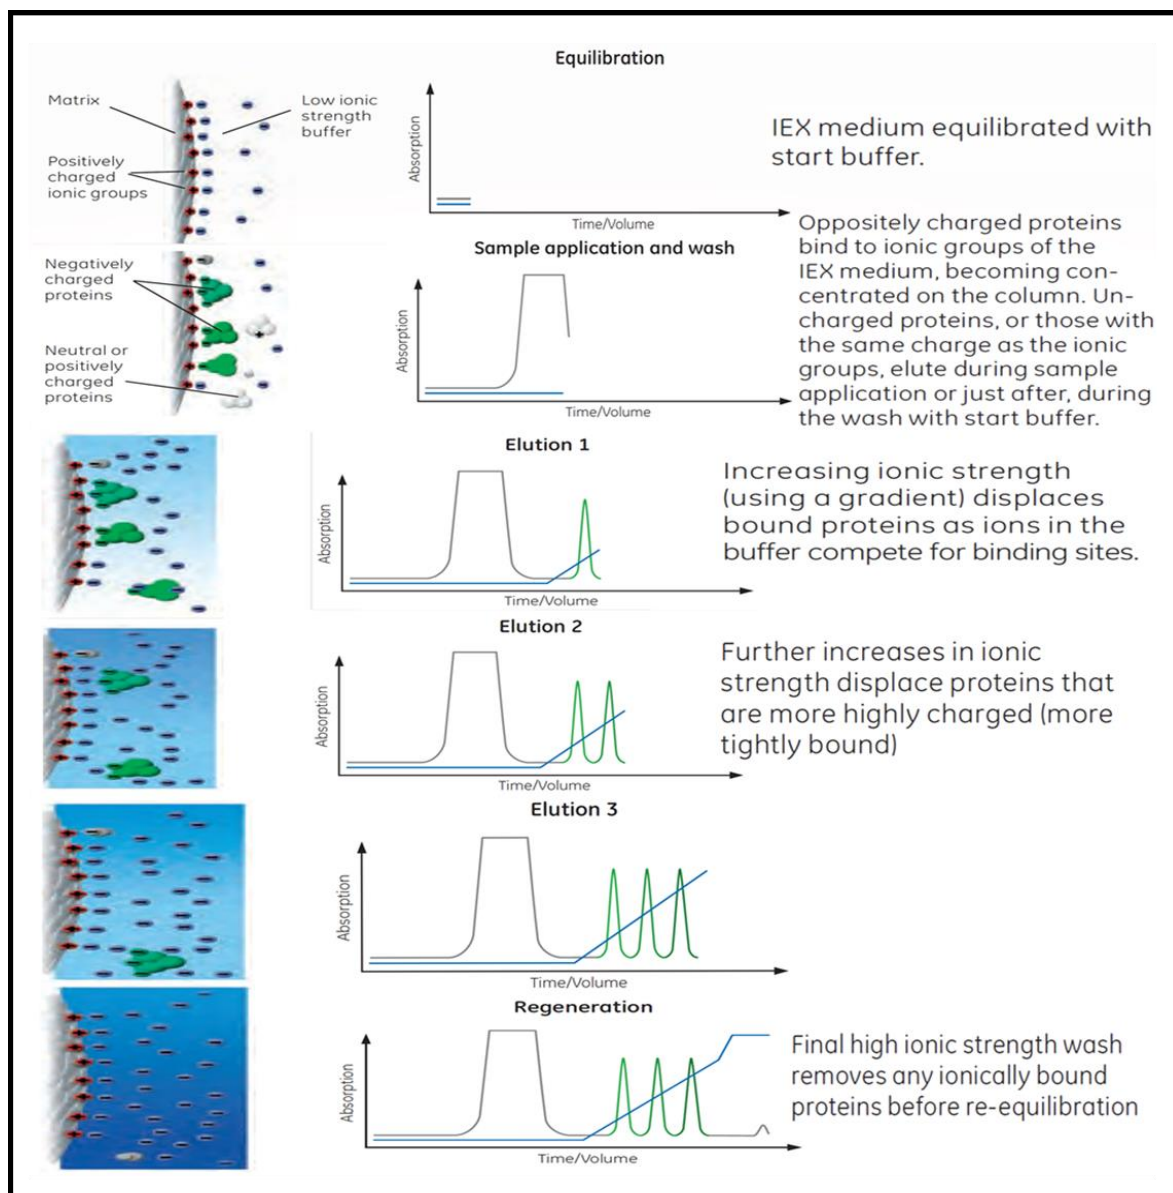 Equilibration
Matrix
Low ionic
strength
buffer
Positively
charged
ionic groups
Absorption
Time/Volume
IEX medium equilibrated with
start buffer.
Sample application and wash
Negatively
charged
proteins
Neutral or
positively
charged
proteins
Absorption
Time/Volume
Oppositely charged proteins
bind to ionic groups of the
IEX medium, becoming con-
centrated on the column. Un-
charged proteins, or those with
the same charge as the ionic
groups, elute during sample
application or just after, during
the wash with start buffer.
Elution 1
Absorption
Time/Volume
Increasing ionic strength
(using a gradient) displaces
bound proteins as ions in the
buffer compete for binding sites.
Elution 2
Absorption
Time/Volume
Further increases in ionic
strength displace proteins that
are more highly charged (more
tightly bound)
Elution 3
Absorption
Time/Volume
Regeneration
Absorption
Time/Volume
Final high ionic strength wash
removes any ionically bound
proteins before re-equilibration